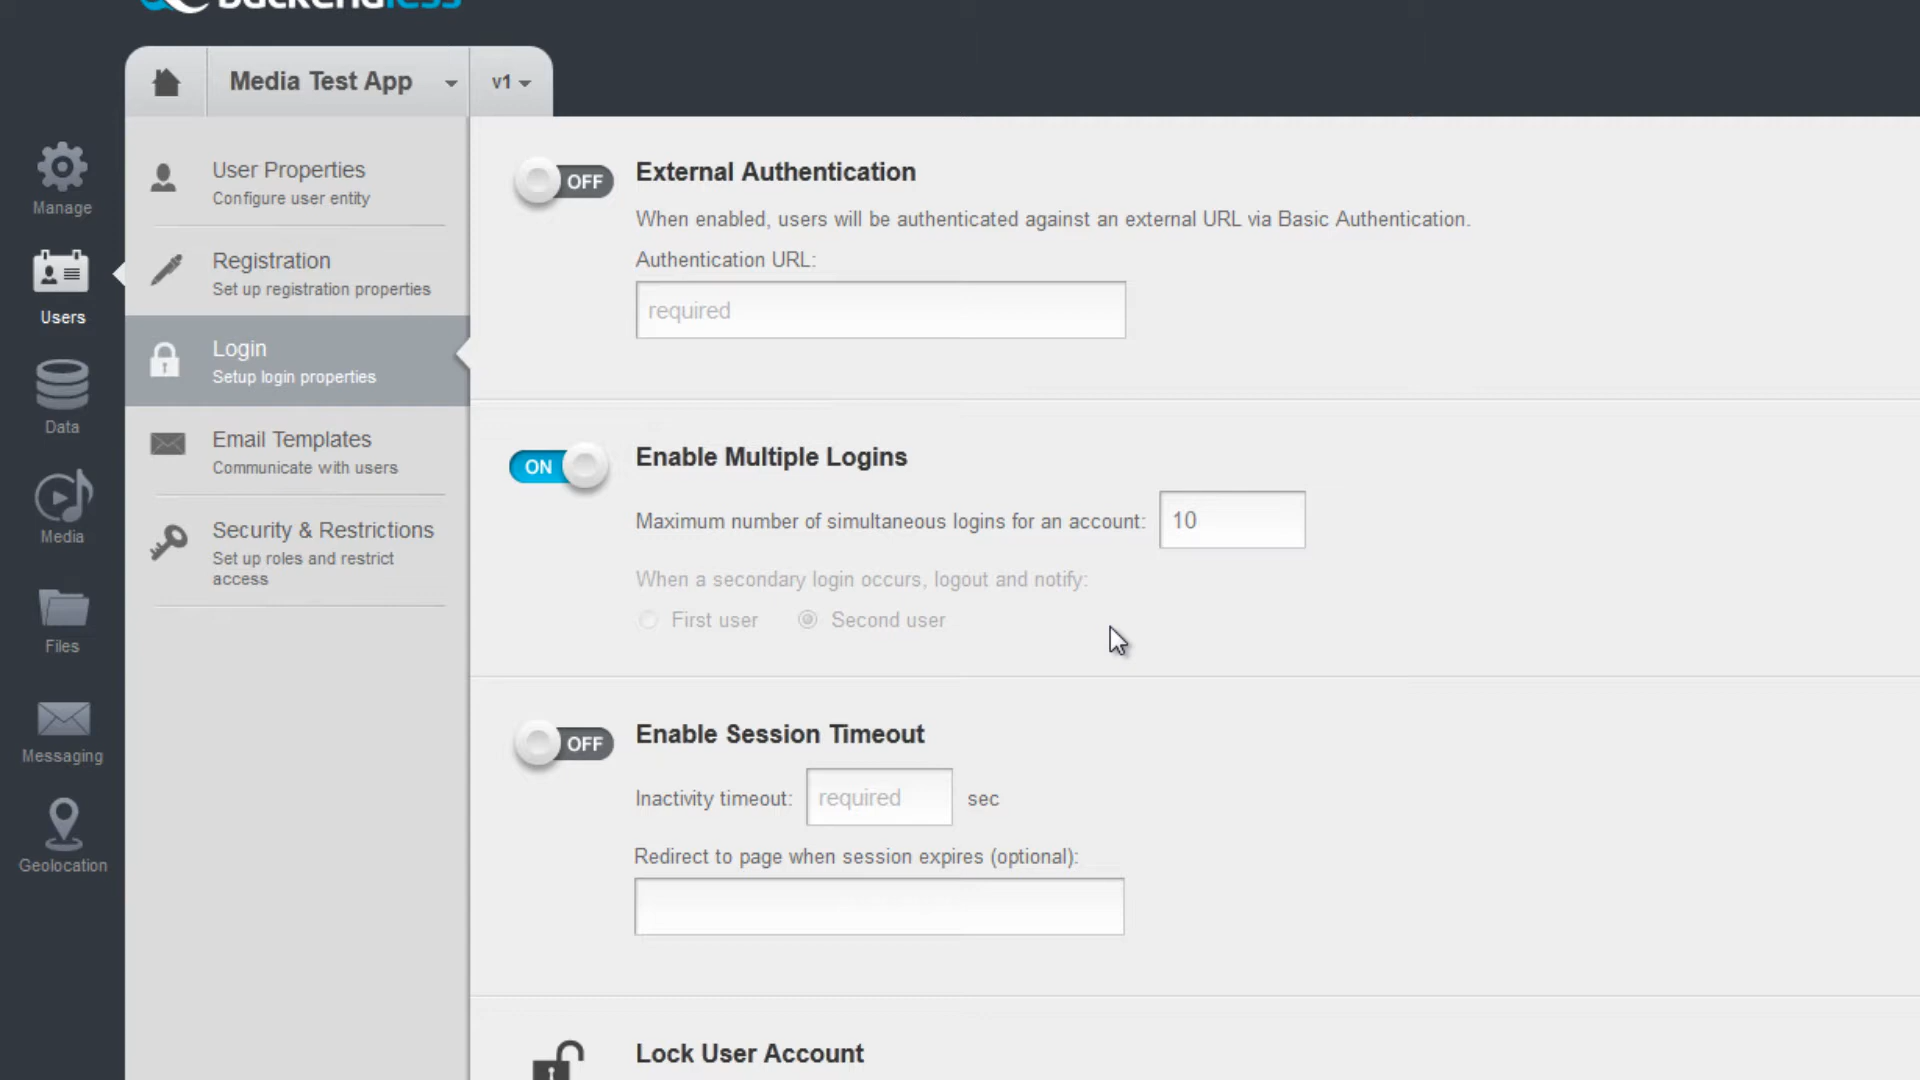 backendless
Media Test App
v1
Manage
Users
Data
Media
Files
Messaging
Geolocation
User Properties
Configure user entity
Registration
Set up registration properties
Login
Setup login properties
Email Templates
Communicate with users
Security & Restrictions
Set up roles and restrict
access
OFF
External Authentication
When enabled, users will be authenticated against an external URL via Basic Authentication.
Authentication URL:
required
ON
Enable Multiple Logins
Maximum number of simultaneous logins for an account: 10
When a secondary login occurs, logout and notify:
First user Second user
OFF
Enable Session Timeout
Inactivity timeout: required sec
Redirect to page when session expires (optional):
Lock User Account